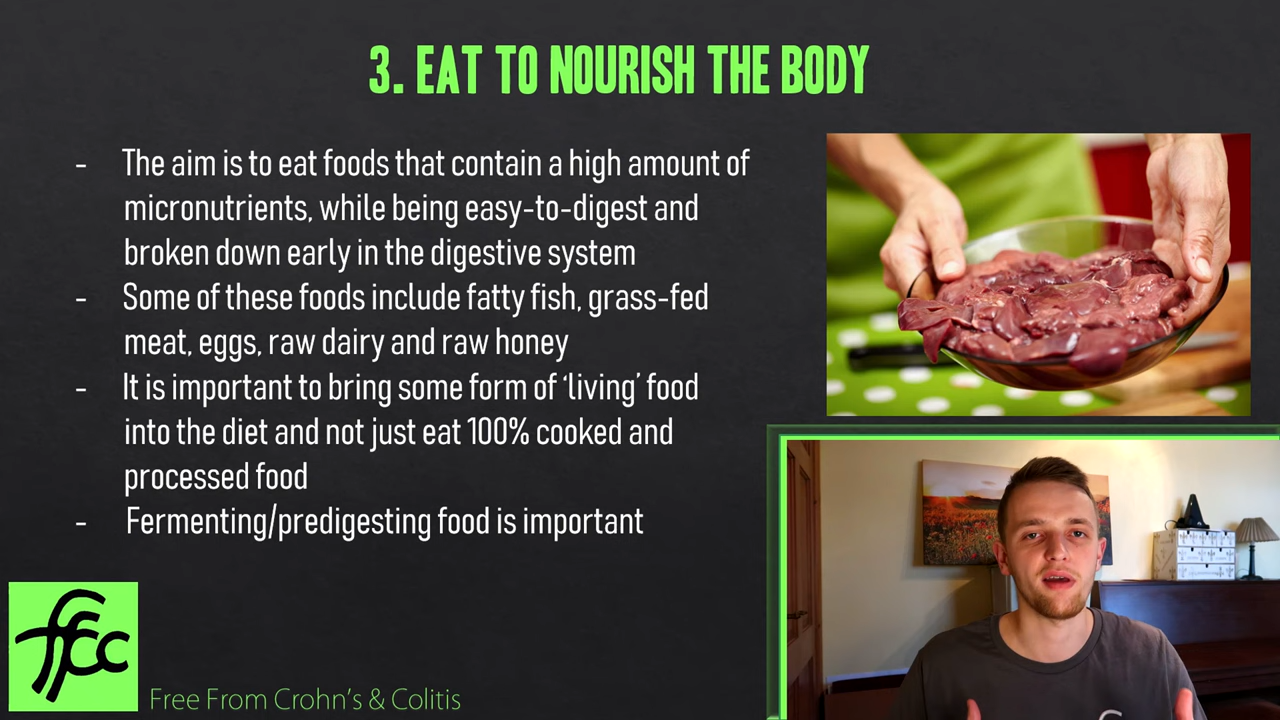 3. EAT TO NOURISH THE BODY
- The aim is to eat foods that contain a high amount of
micronutrients, while being easy-to-digest and
broken down early in the digestive system
- Some of these foods include fatty fish, grass-fed
meat, eggs, raw dairy and raw honey
- It is important to bring some form of ‘living’ food
into the diet and not just eat 100% cooked and
processed food
- Fermenting/predigesting food is important
ffcc
Free From Crohn's & Colitis